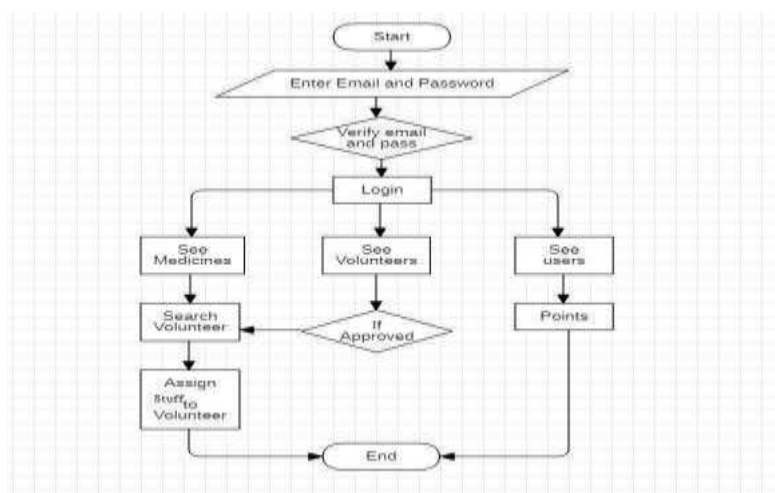 Start
Enter Email and Password
Verify email
and pass
Login
See
Medicines
See
Volunteers
See
users
Search
Volunteer
If
Approved
Points
Assign
Stuff
to
Volunteer
End